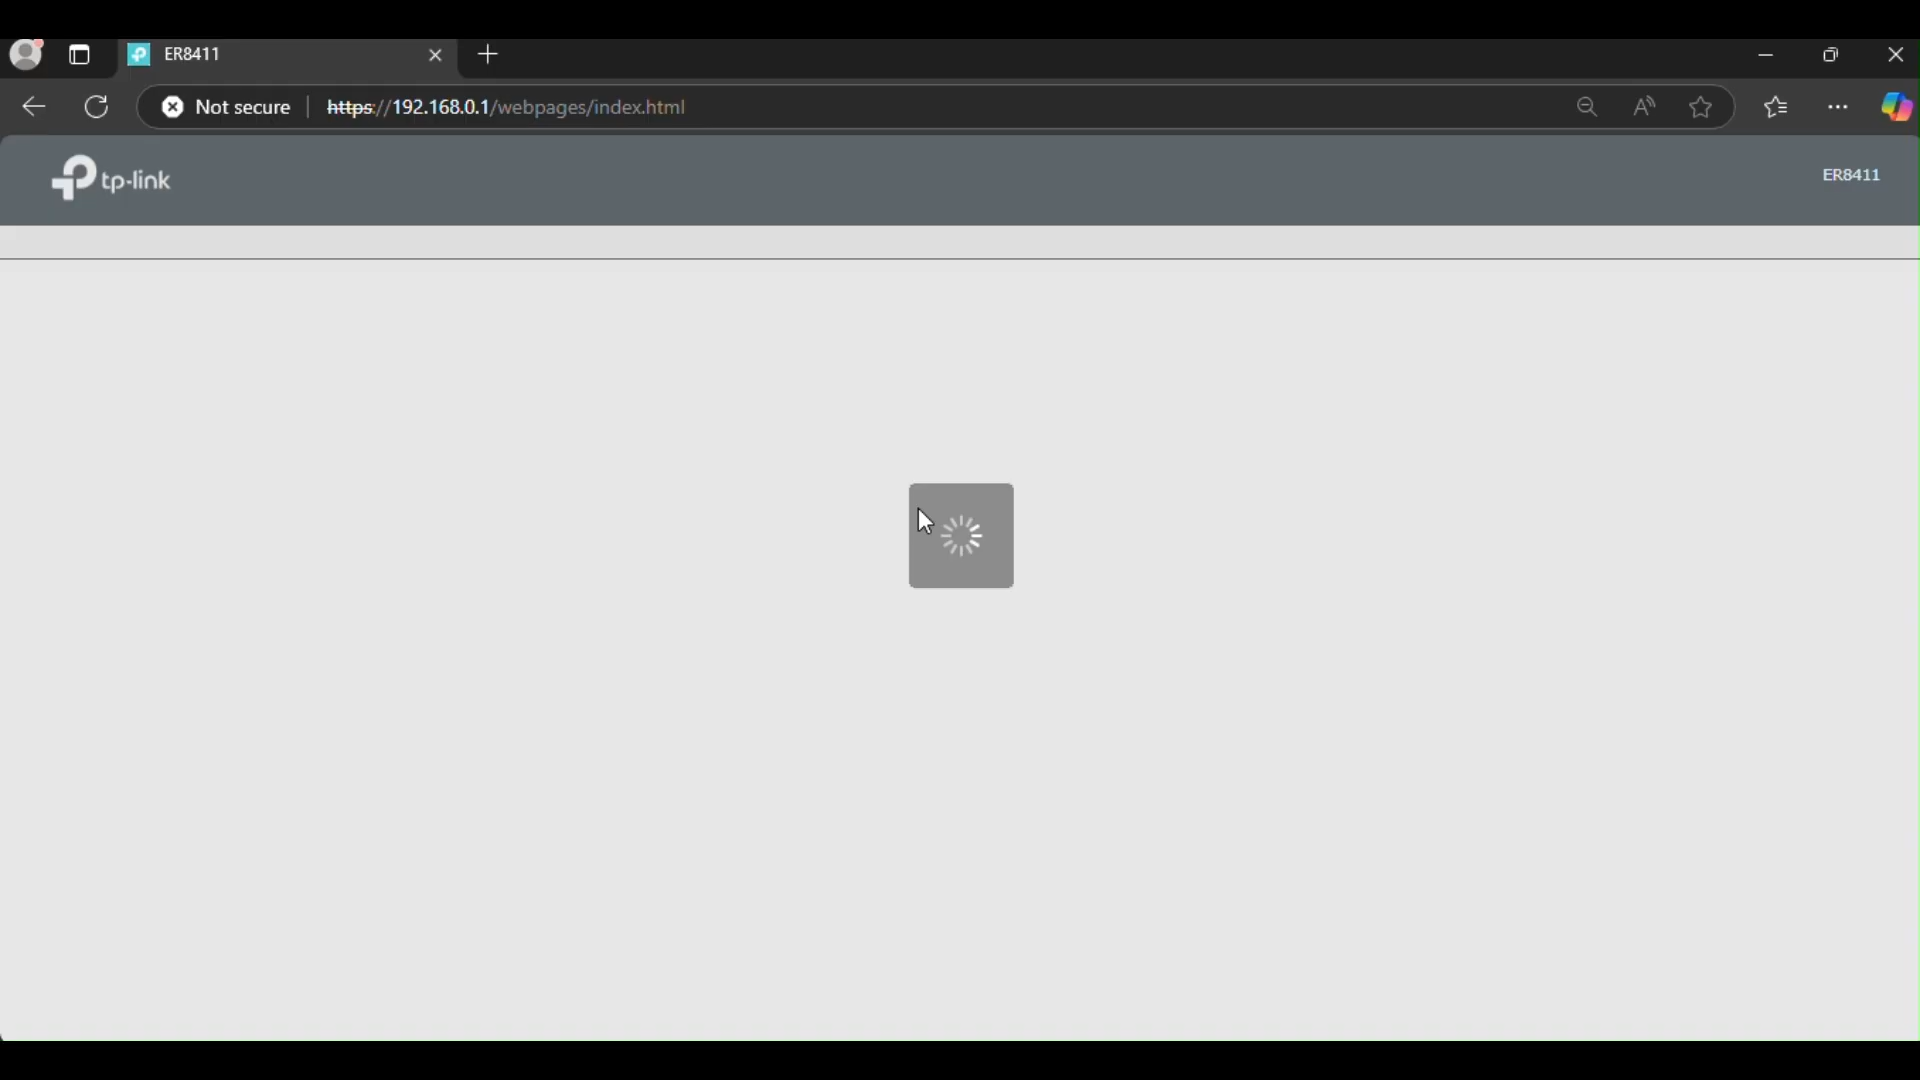 ER8411
Not secure
https://192.168.0.1/webpages/index.html
tp-link
ER8411